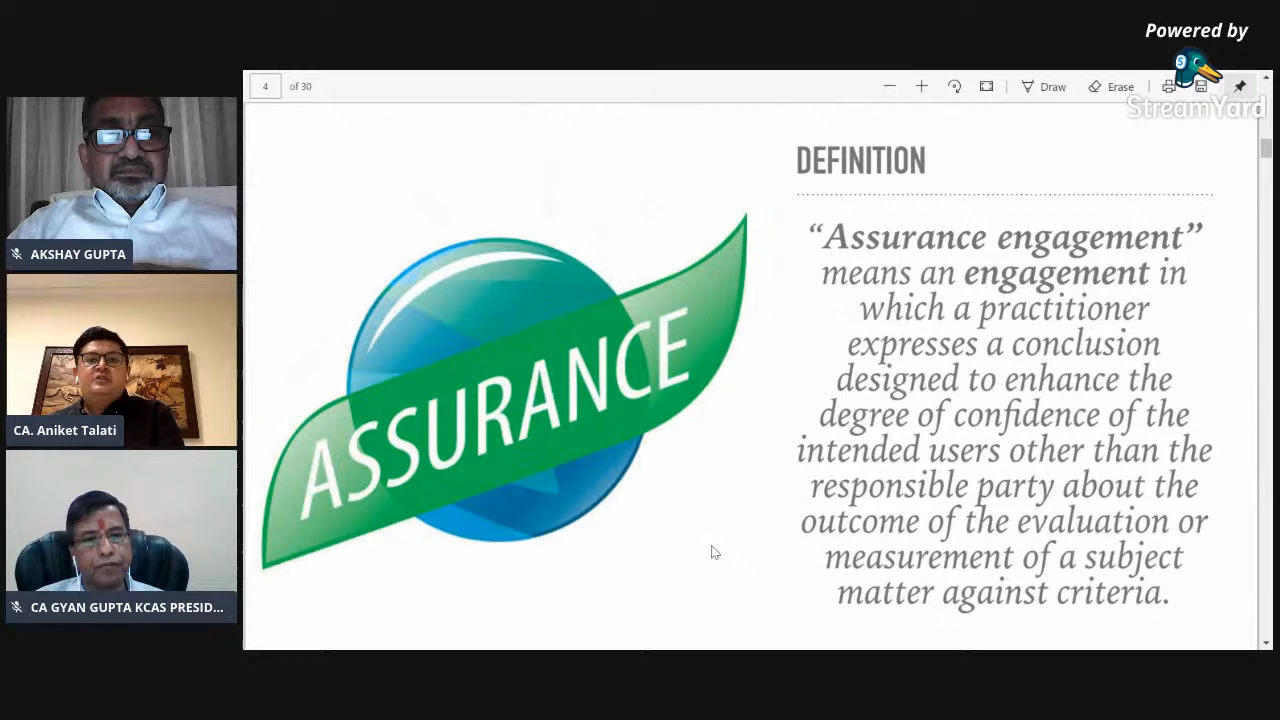 Powered by
StreamYard
4 of 30
Draw
Erase
AKSHAY GUPTA
CA. Aniket Talati
CA GYAN GUPTA KCAS PRESID...
ASSURANCE
DEFINITION
“Assurance engagement”
means an engagement in
which a practitioner
expresses a conclusion
designed to enhance the
degree of confidence of the
intended users other than the
responsible party about the
outcome of the evaluation or
measurement of a subject
matter against criteria.